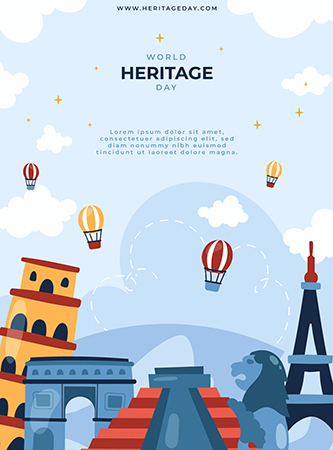 WWW.HERITAGEDAY.COM
WORLD
HERITAGE
DAY
Lorem ipsum dolor sit amet,
consectetuer adipiscing elit,
sed diam nonummy nibh
euismod tincidunt ut laoreet
dolore magna.